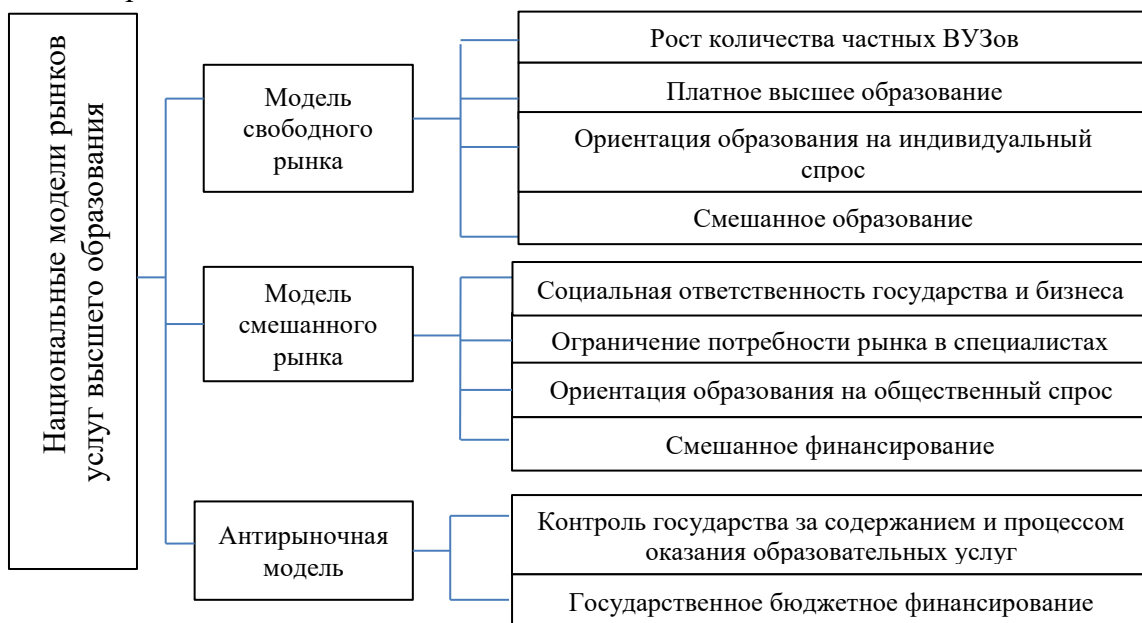 Национальные модели рынков
услуг высшего образования
Модель
свободного
рынка
Рост количества частных ВУЗов
Платное высшее образование
Ориентация образования на индивидуальный
спрос
Смешанное образование
Модель
смешанного
рынка
Социальная ответственность государства и бизнеса
Ограничение потребности рынка в специалистах
Ориентация образования на общественный спрос
Смешанное финансирование
Антирыночная
модель
Контроль государства за содержанием и процессом
оказания образовательных услуг
Государственное бюджетное финансирование